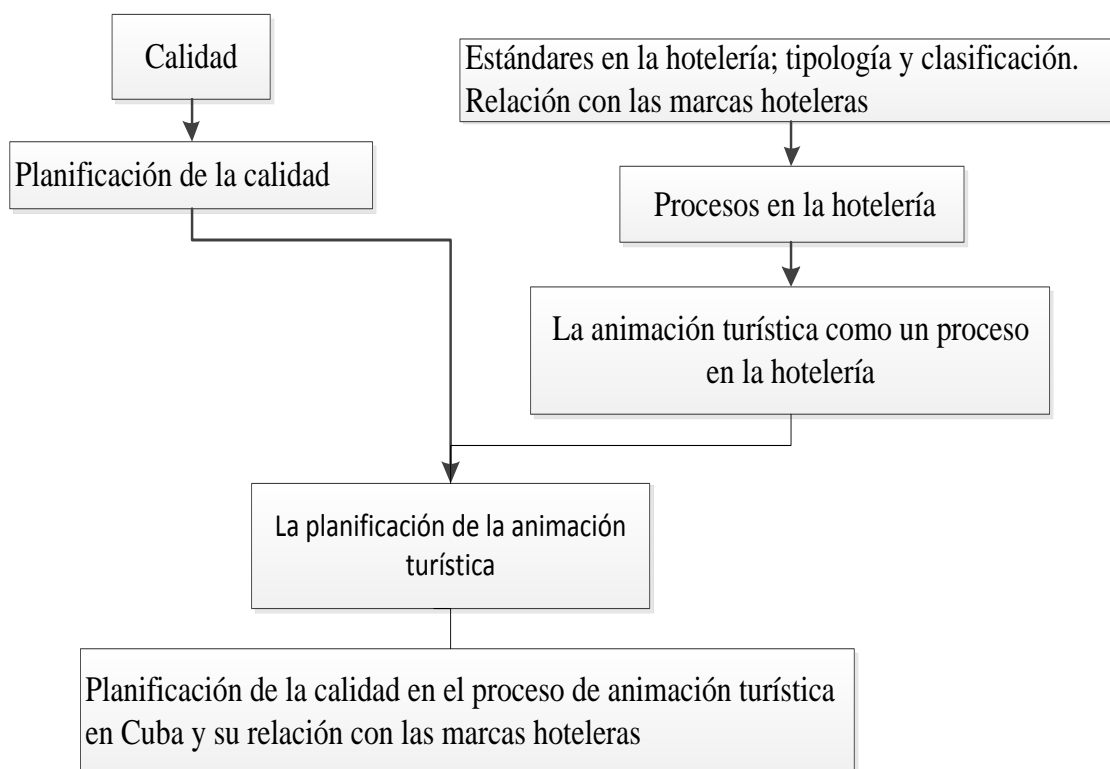 Calidad
Estándares en la hotelería; tipología y clasificación.
Relación con las marcas hoteleras
Planificación de la calidad
Procesos en la hotelería
La animación turística como un proceso
en la hotelería
La planificación de la animación
turística
Planificación de la calidad en el proceso de animación turística
en Cuba y su relación con las marcas hoteleras